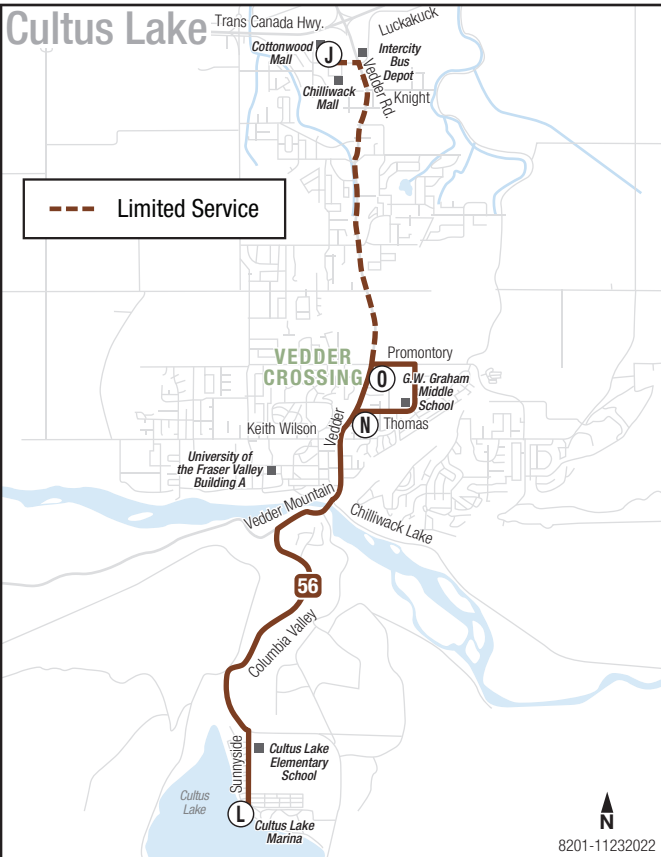 Cultus Lake
Trans Canada Hwy.
Luckakuck
Cottonwood
Mall
J
Intercity
Bus
Depot
Vedder Rd.
Chilliwack
Mall
Knight
Limited Service
VEDDER
CROSSING
Promontory
O
G.W. Graham
Middle
School
N
Thomas
Keith Wilson
Vedder
University of
the Fraser Valley
Building A
Vedder Mountain
Chilliwack Lake
56
Columbia Valley
Sunnyside
Cultus Lake
Elementary
School
Cultus
Lake
L
Cultus Lake
Marina
N
8201-11232022